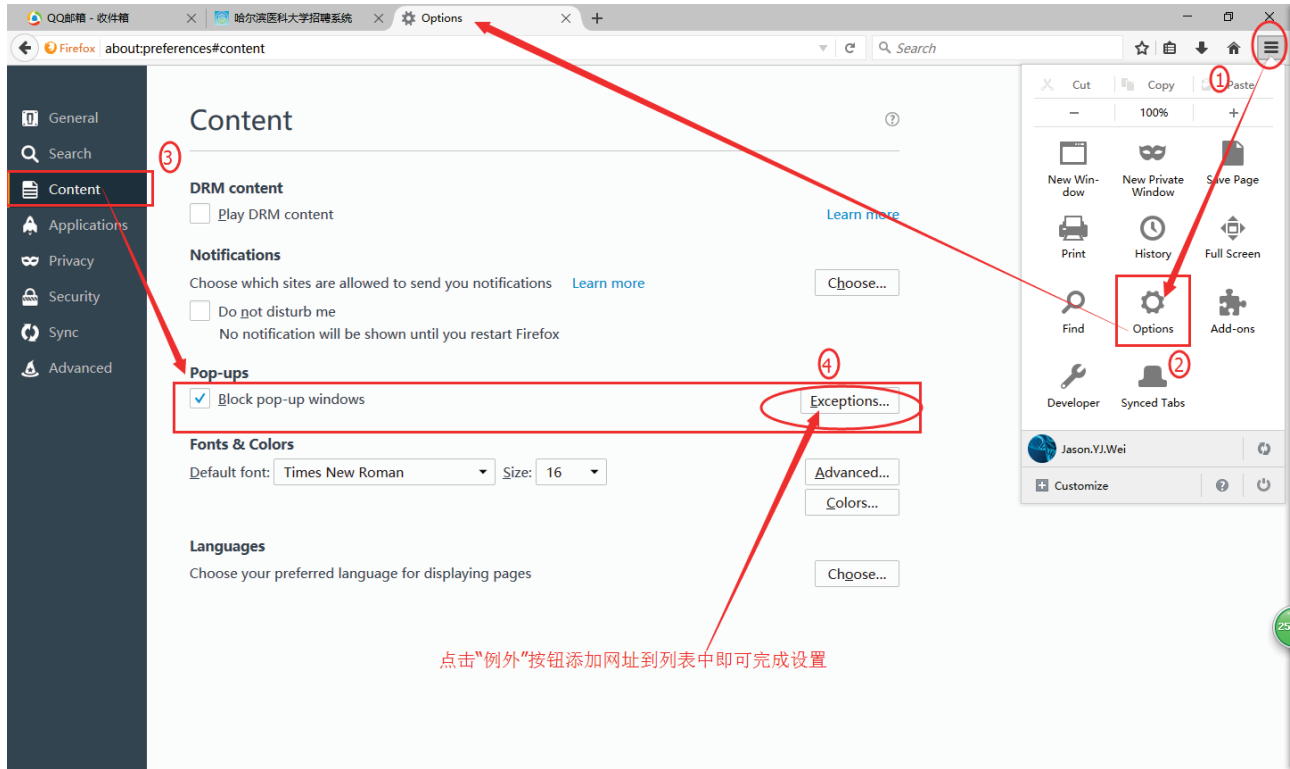 QQ邮箱 - 收件箱
哈尔滨医科大学招聘系统
Options
Firefox about:preferences#content
Search
①
Cut Copy Paste
100%
New Win-
dow
New Private
Window
Save Page
Print History Full Screen
Find Options Add-ons
②
Developer Synced Tabs
Jason.YJ.Wei
Customize
General
Search
③
Content
Applications
Privacy
Security
Sync
Advanced
Content
DRM content
Play DRM content Learn more
Notifications
Choose which sites are allowed to send you notifications Learn more Choose...
Do not disturb me
No notification will be shown until you restart Firefox
④
Pop-ups
Block pop-up windows Exceptions...
Fonts & Colors
Default font: Times New Roman Size: 16 Advanced...
Colors...
Languages
Choose your preferred language for displaying pages Choose...
点击“例外”按钮添加网址到列表中即可完成设置
25